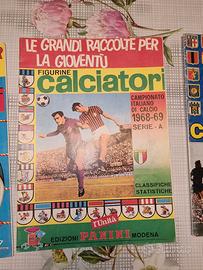 LE GRANDI RACCOLTE PER
LA GIOVENTÙ
FIGURINE
calciatori
CAMPIONATO
ITALIANO
DI CALCIO
1968-69
SERIE-A
CLASSIFICHE
STATISTICHE
l'Unità
EDIZIONI PANINI MODENA